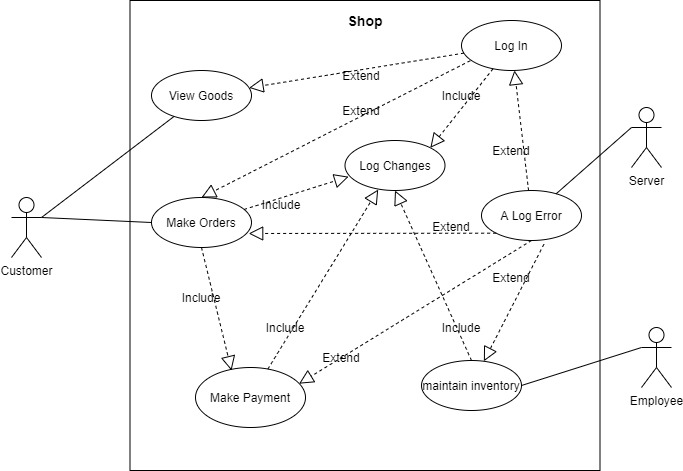 Shop
Log In
Extend
View Goods
Include
Extend
Extend
Log Changes
Server
Include
A Log Error
Make Orders
Extend
Customer
Extend
Include
Include
Include
Extend
maintain inventory
Make Payment
Employee